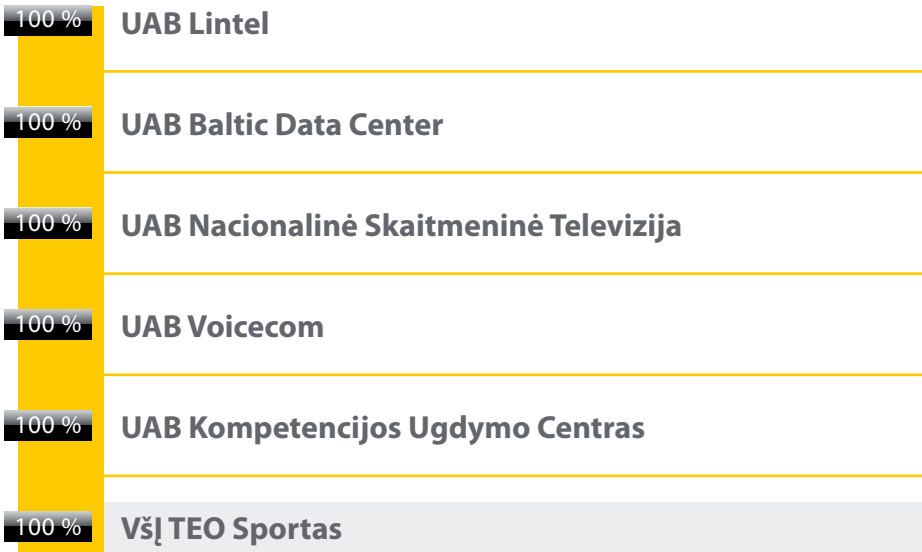 100 % UAB Lintel
100 % UAB Baltic Data Center
100 % UAB Nacionalinė Skaitmeninė Televizija
100 % UAB Voicecom
100 % UAB Kompetencijos Ugdymo Centras
100 % VšĮ TEO Sportas